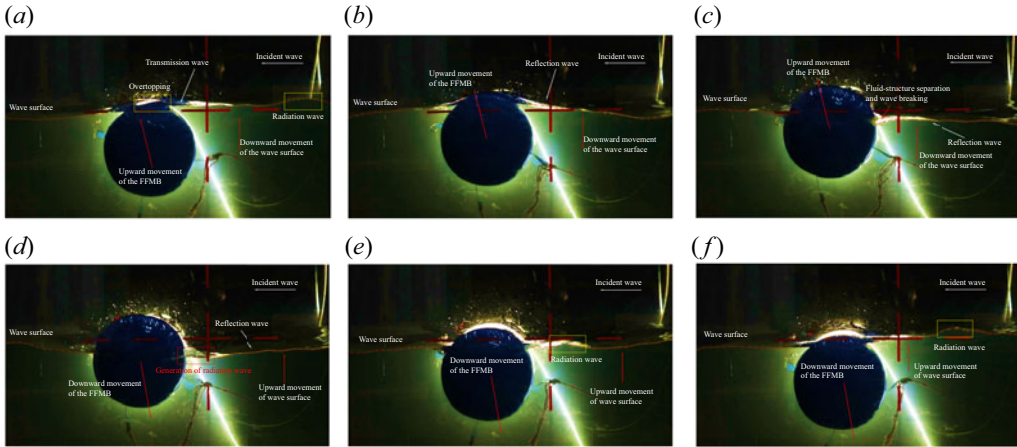 (a)
Transmission wave
Incident wave
Overtopping
Wave surface
Radiation wave
Downward movement
of the wave surface
Upward movement
of the FFMB
(b)
Reflection wave
Incident wave
Upward movement
of the FFMB
Wave surface
Downward movement
of the wave surface
(c)
Upward movement
of the FFMB
Incident wave
Fluid-structure separation
and wave breaking
Wave surface
Reflection wave
Downward movement
of the wave surface
(d)
Incident wave
Reflection wave
Wave surface
Generation of radiation wave
Downward movement
of the FFMB
Upward movement
of wave surface
(e)
Incident wave
Wave surface
Radiation wave
Downward movement
of the FFMB
Upward movement
of wave surface
(f)
Incident wave
Wave surface
Radiation wave
Downward movement
of the FFMB
Upward movement
of wave surface